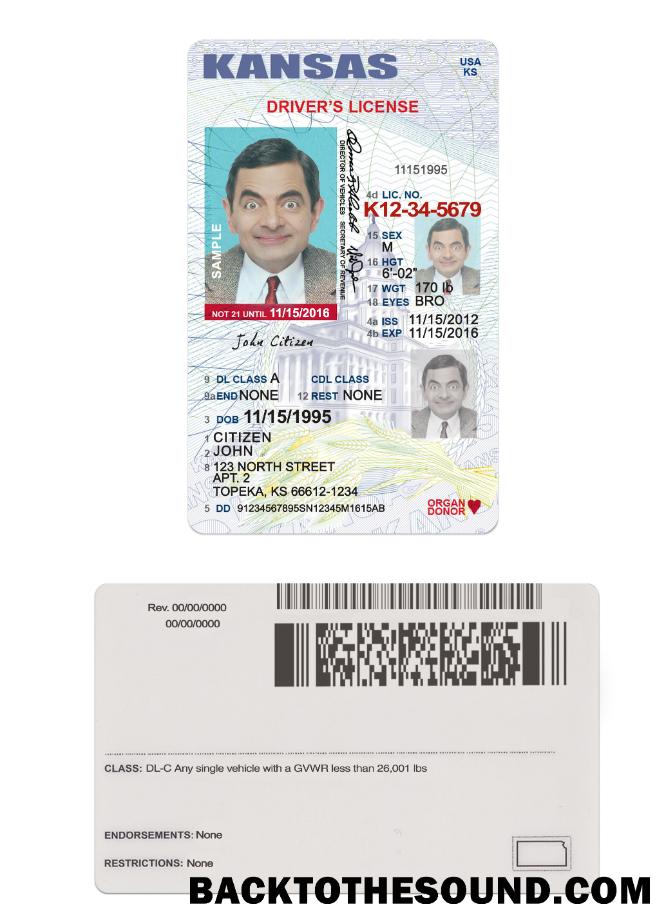 KANSAS
USA
KS
DRIVER'S LICENSE
SAMPLE
DIRECTOR OF VEHICLES SECRETARY OF REVENUE
11151995
4d LIC. NO.
K12-34-5679
15 SEX
M
16 HGT
6'-02"
17 WGT 170 lb
18 EYES BRO
4a ISS 11/15/2012
4b EXP 11/15/2016
NOT 21 UNTIL 11/15/2016
John Citizen
9 DL CLASS A CDL CLASS
9a END NONE 12 REST NONE
3 DOB 11/15/1995
1 CITIZEN
2 JOHN
8 123 NORTH STREET
APT. 2
TOPEKA, KS 66612-1234
5 DD 91234567895SN12345M1615AB
ORGAN
DONOR
Rev. 00/00/0000
00/00/0000
CLASS: DL-C Any single vehicle with a GVWR less than 26,001 lbs
ENDORSEMENTS: None
RESTRICTIONS: None
BACKTOTHESOUND.COM